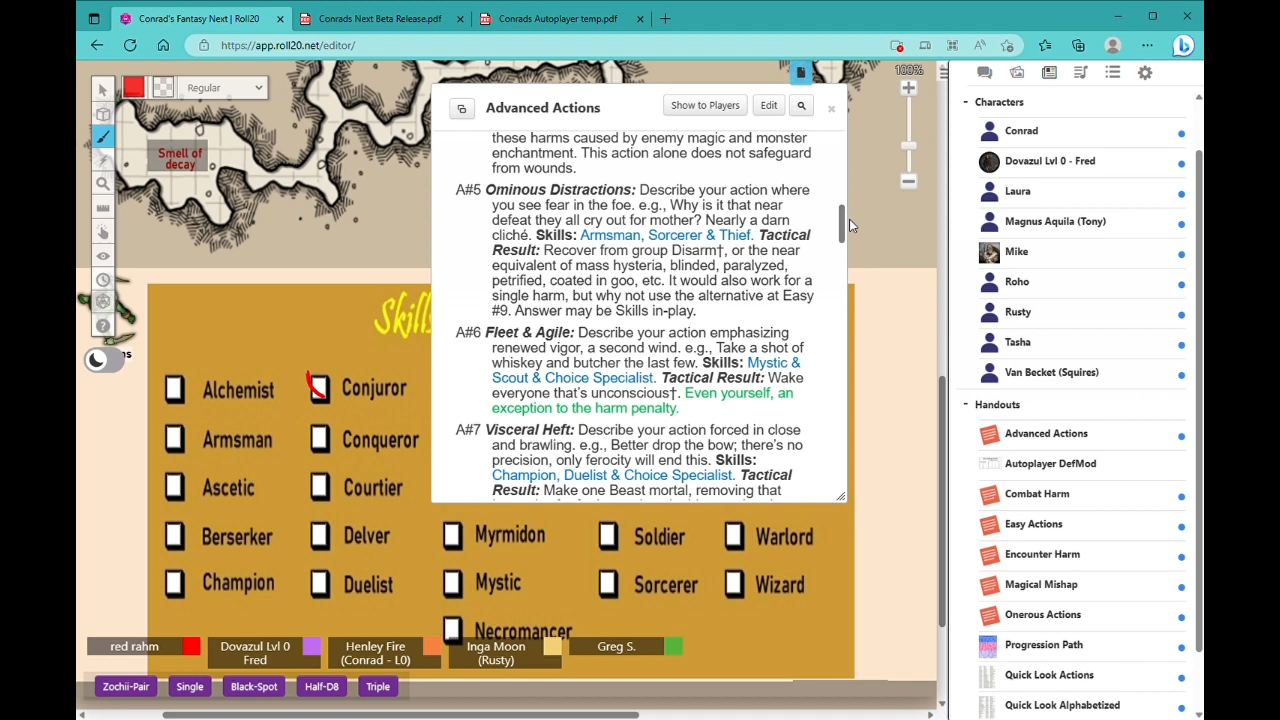 Conrad's Fantasy Next | Roll20
Conrads Next Beta Release.pdf
Conrads Autoplayer temp.pdf
https://app.roll20.net/editor/
Regular
100%
Smell of
decay
Advanced Actions
Show to Players
Edit
these harms caused by enemy magic and monster
enchantment. This action alone does not safeguard
from wounds.
A#5 Ominous Distractions: Describe your action where
you see fear in the foe. e.g., Why is it that near
defeat they all cry out for mother? Nearly a darn
cliché. Skills: Armsman, Sorcerer & Thief. Tactical
Result: Recover from group Disarm†, or the near
equivalent of mass hysteria, blinded, paralyzed,
petrified, coated in goo, etc. It would also work for a
single harm, but why not use the alternative at Easy
#9. Answer may be Skills in-play.
A#6 Fleet & Agile: Describe your action emphasizing
renewed vigor, a second wind. e.g., Take a shot of
whiskey and butcher the last few. Skills: Mystic &
Scout & Choice Specialist. Tactical Result: Wake
everyone that's unconscious†. Even yourself, an
exception to the harm penalty.
A#7 Visceral Heft: Describe your action forced in close
and brawling. e.g., Better drop the bow; there's no
precision, only ferocity will end this. Skills:
Champion, Duelist & Choice Specialist. Tactical
Result: Make one Beast mortal, removing that
Skills
Alchemist
Conjuror
Armsman
Conqueror
Ascetic
Courtier
Berserker
Delver
Myrmidon
Soldier
Warlord
Champion
Duelist
Mystic
Sorcerer
Wizard
Necromancer
red rahm
Dovazul Lvl 0
Fred
Henley Fire
(Conrad - L0)
Inga Moon
(Rusty)
Greg S.
Zochii-Pair
Single
Black-Spot
Half-D8
Triple
Characters
Conrad
Dovazul Lvl 0 - Fred
Laura
Magnus Aquila (Tony)
Mike
Roho
Rusty
Tasha
Van Becket (Squires)
Handouts
Advanced Actions
Autoplayer DefMod
Combat Harm
Easy Actions
Encounter Harm
Magical Mishap
Onerous Actions
Progression Path
Quick Look Actions
Quick Look Alphabetized